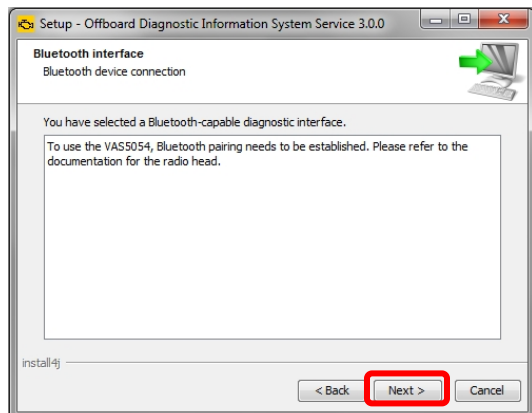 Setup - Offboard Diagnostic Information System Service 3.0.0
Bluetooth interface
Bluetooth device connection
You have selected a Bluetooth-capable diagnostic interface.
To use the VAS5054, Bluetooth pairing needs to be established. Please refer to the
documentation for the radio head.
install4j
< Back Next > Cancel